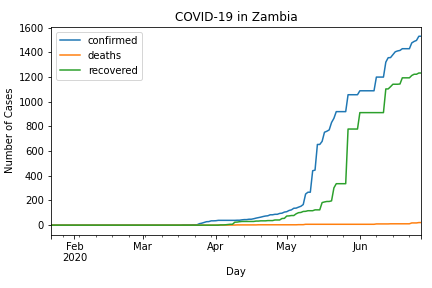 COVID-19 in Zambia
confirmed
deaths
recovered
1600
1400
1200
1000
800
600
400
200
0
Number of Cases
Feb
2020
Mar
Apr
May
Jun
Day